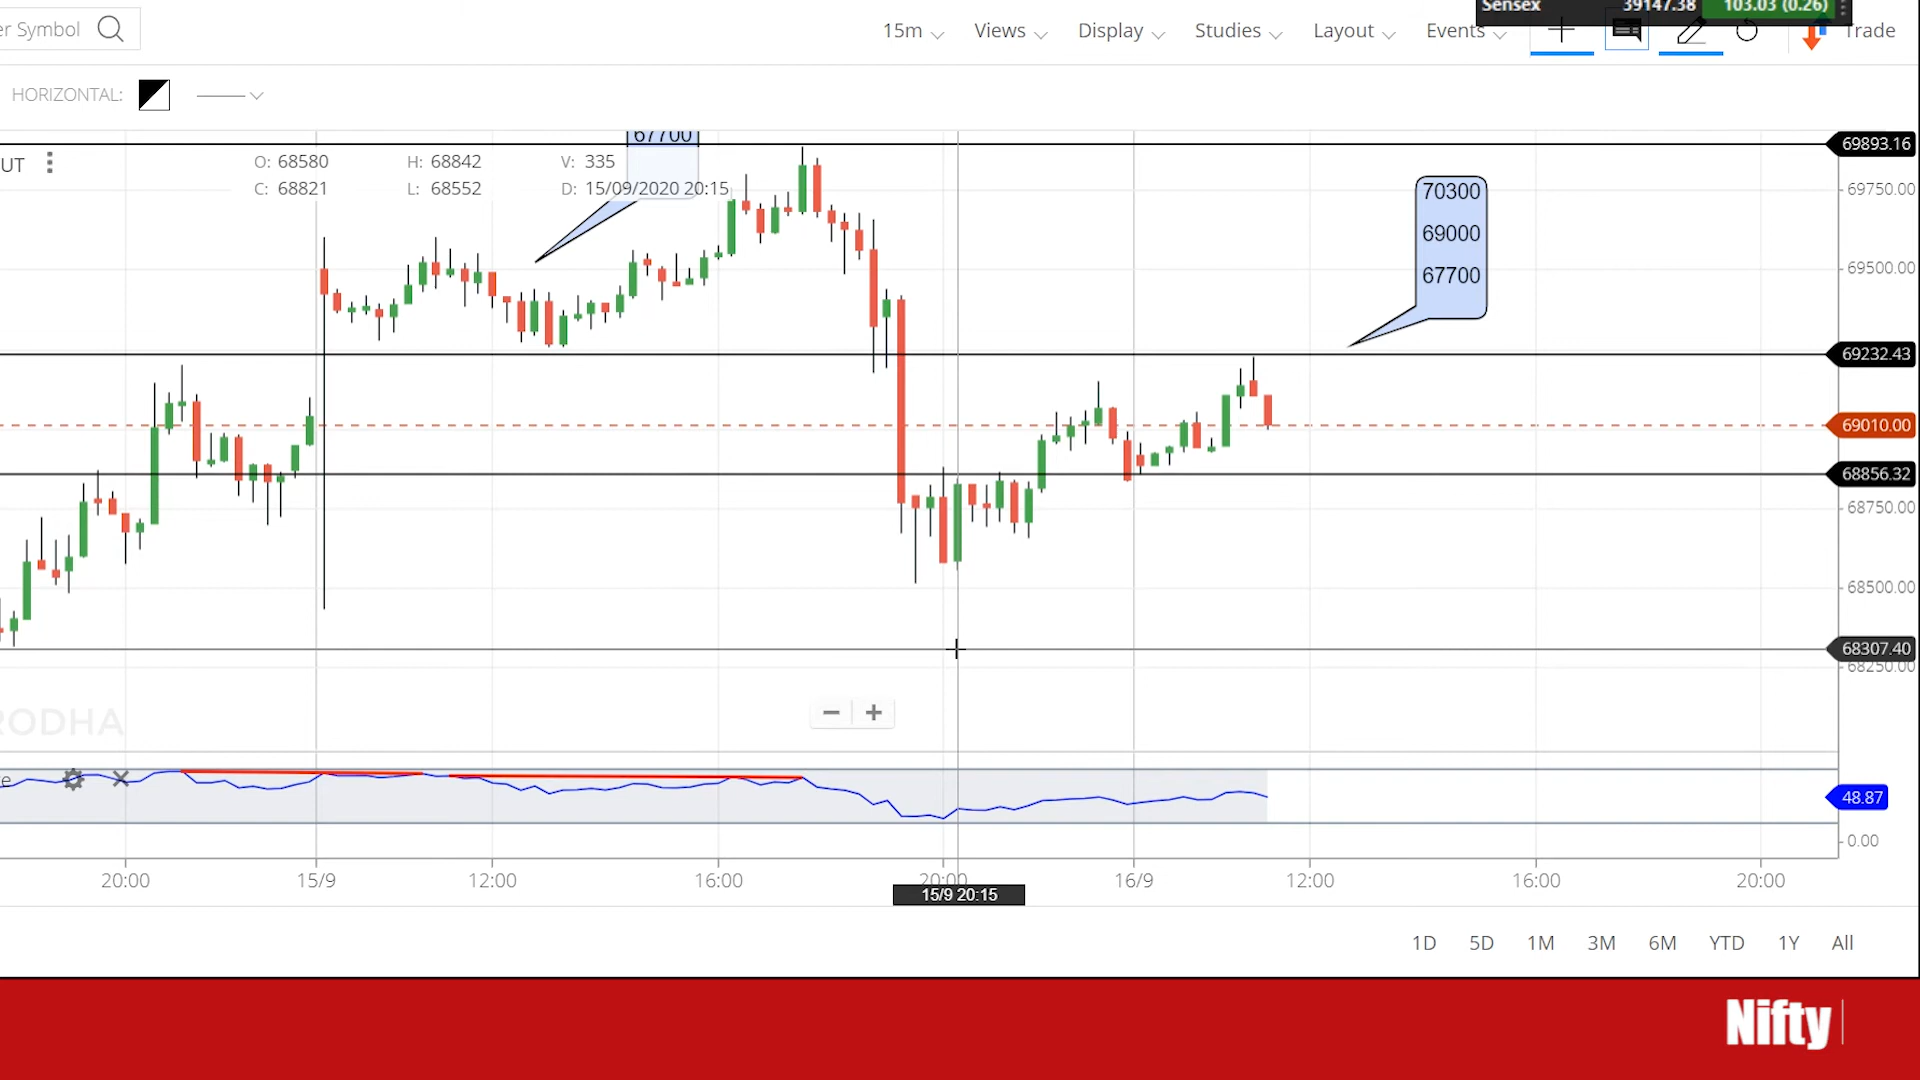 Sensex 39147.38 103.03 (0.26)
er Symbol 15m Views Display Studies Layout Events Trade
HORIZONTAL:
67700
UT O: 68580 H: 68842 V: 335
C: 68821 L: 68552 D: 15/09/2020 20:15
69893.16
69750.00
70300
69000
67700
69500.00
69232.43
69010.00
68856.32
68750.00
68500.00
68307.40
68250.00
RODHA
− +
e
48.87
0.00
20:00 15/9 12:00 16:00 20:00 16/9 12:00 16:00 20:00
15/9 20:15
1D 5D 1M 3M 6M YTD 1Y All
Nifty